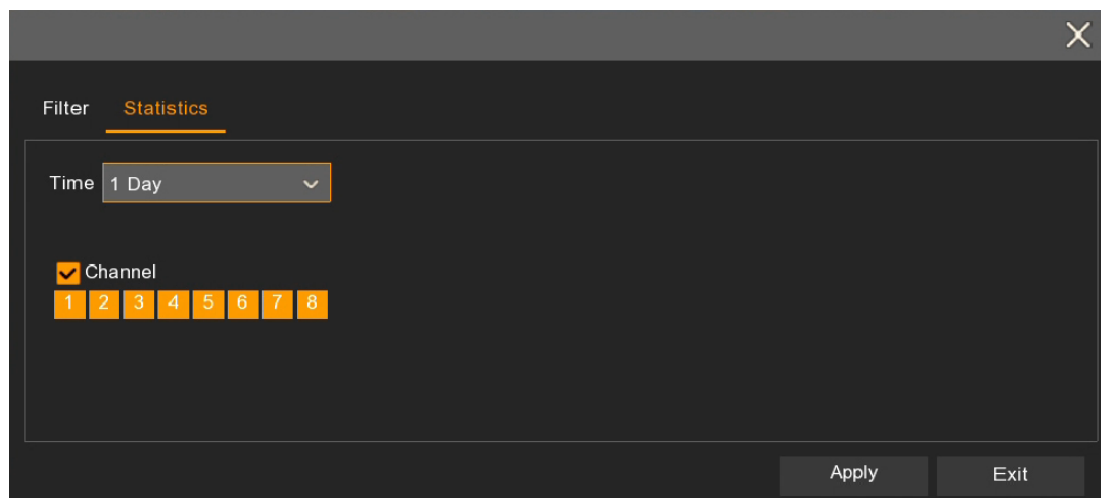 Filter Statistics
Time 1 Day
Channel
1 2 3 4 5 6 7 8
Apply Exit